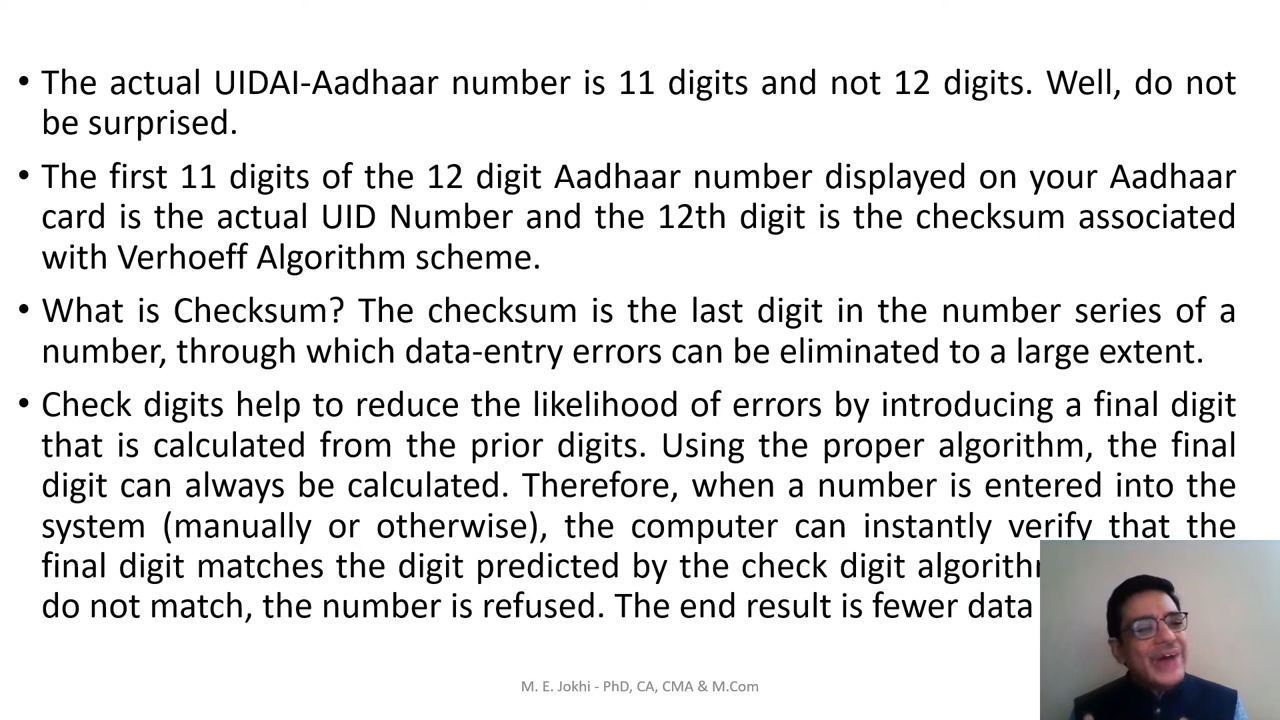 • The actual UIDAI-Aadhaar number is 11 digits and not 12 digits. Well, do not
be surprised.
• The first 11 digits of the 12 digit Aadhaar number displayed on your Aadhaar
card is the actual UID Number and the 12th digit is the checksum associated
with Verhoeff Algorithm scheme.
• What is Checksum? The checksum is the last digit in the number series of a
number, through which data-entry errors can be eliminated to a large extent.
• Check digits help to reduce the likelihood of errors by introducing a final digit
that is calculated from the prior digits. Using the proper algorithm, the final
digit can always be calculated. Therefore, when a number is entered into the
system (manually or otherwise), the computer can instantly verify that the
final digit matches the digit predicted by the check digit
do not match, the number is refused. The end result is fewer data
M. E. Jokhi - PhD, CA, CMA & M.Com